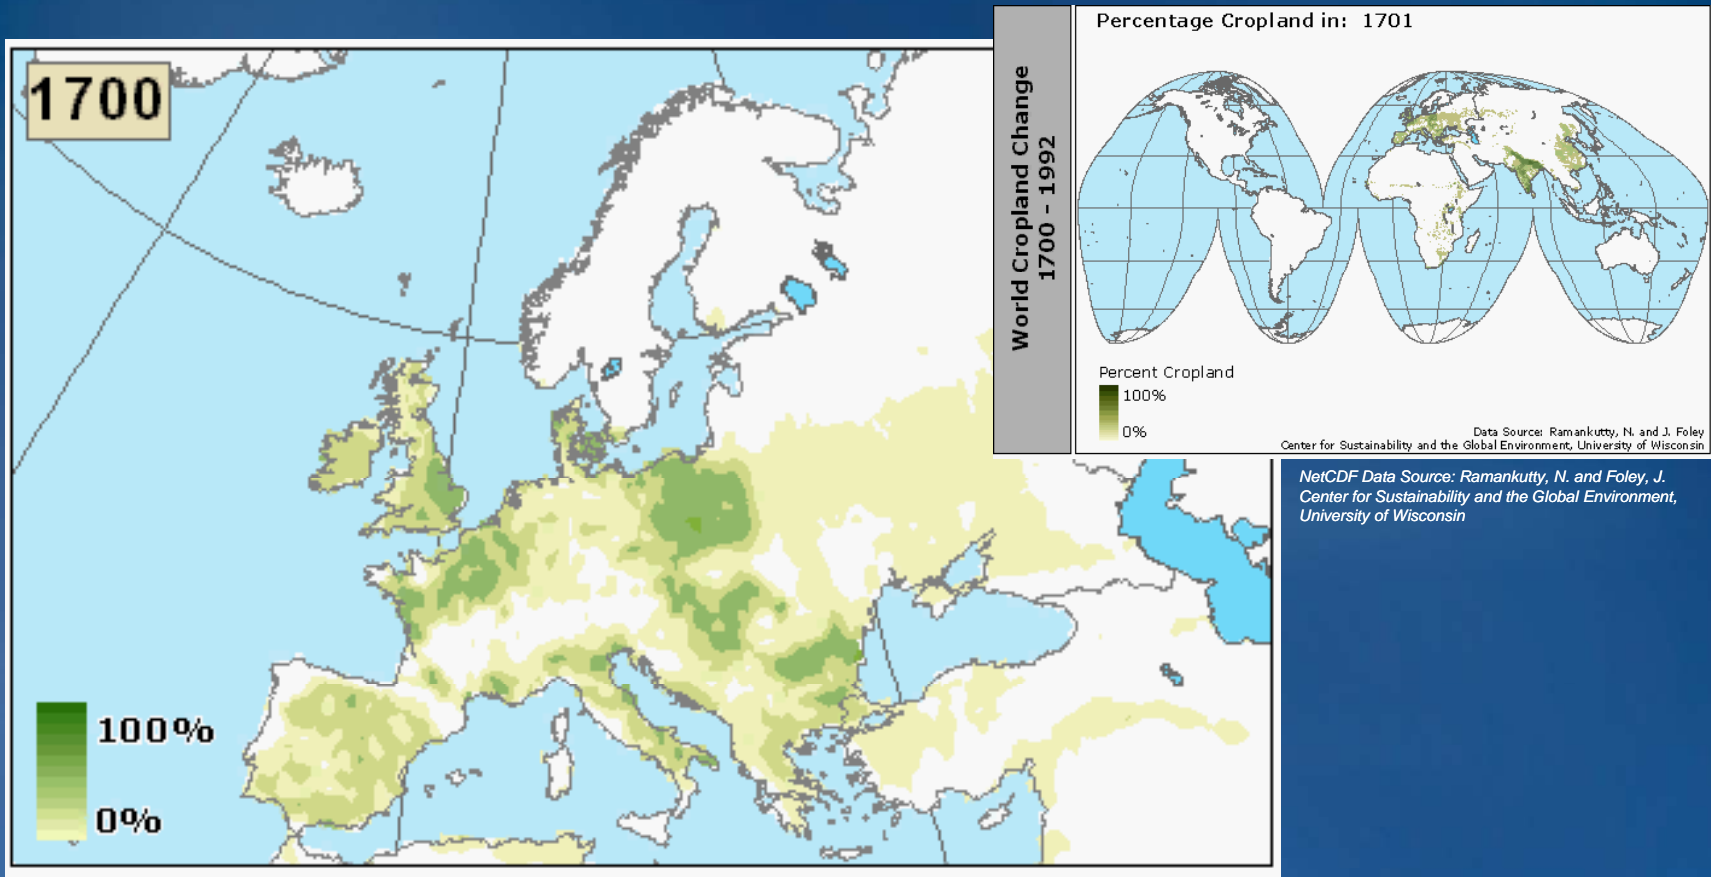 1700
100%
0%
World Cropland Change
1700 - 1992
Percentage Cropland in: 1701
Percent Cropland
100%
0%
Data Source: Ramankutty, N. and J. Foley
Center for Sustainability and the Global Environment, University of Wisconsin
NetCDF Data Source: Ramankutty, N. and Foley, J.
Center for Sustainability and the Global Environment,
University of Wisconsin